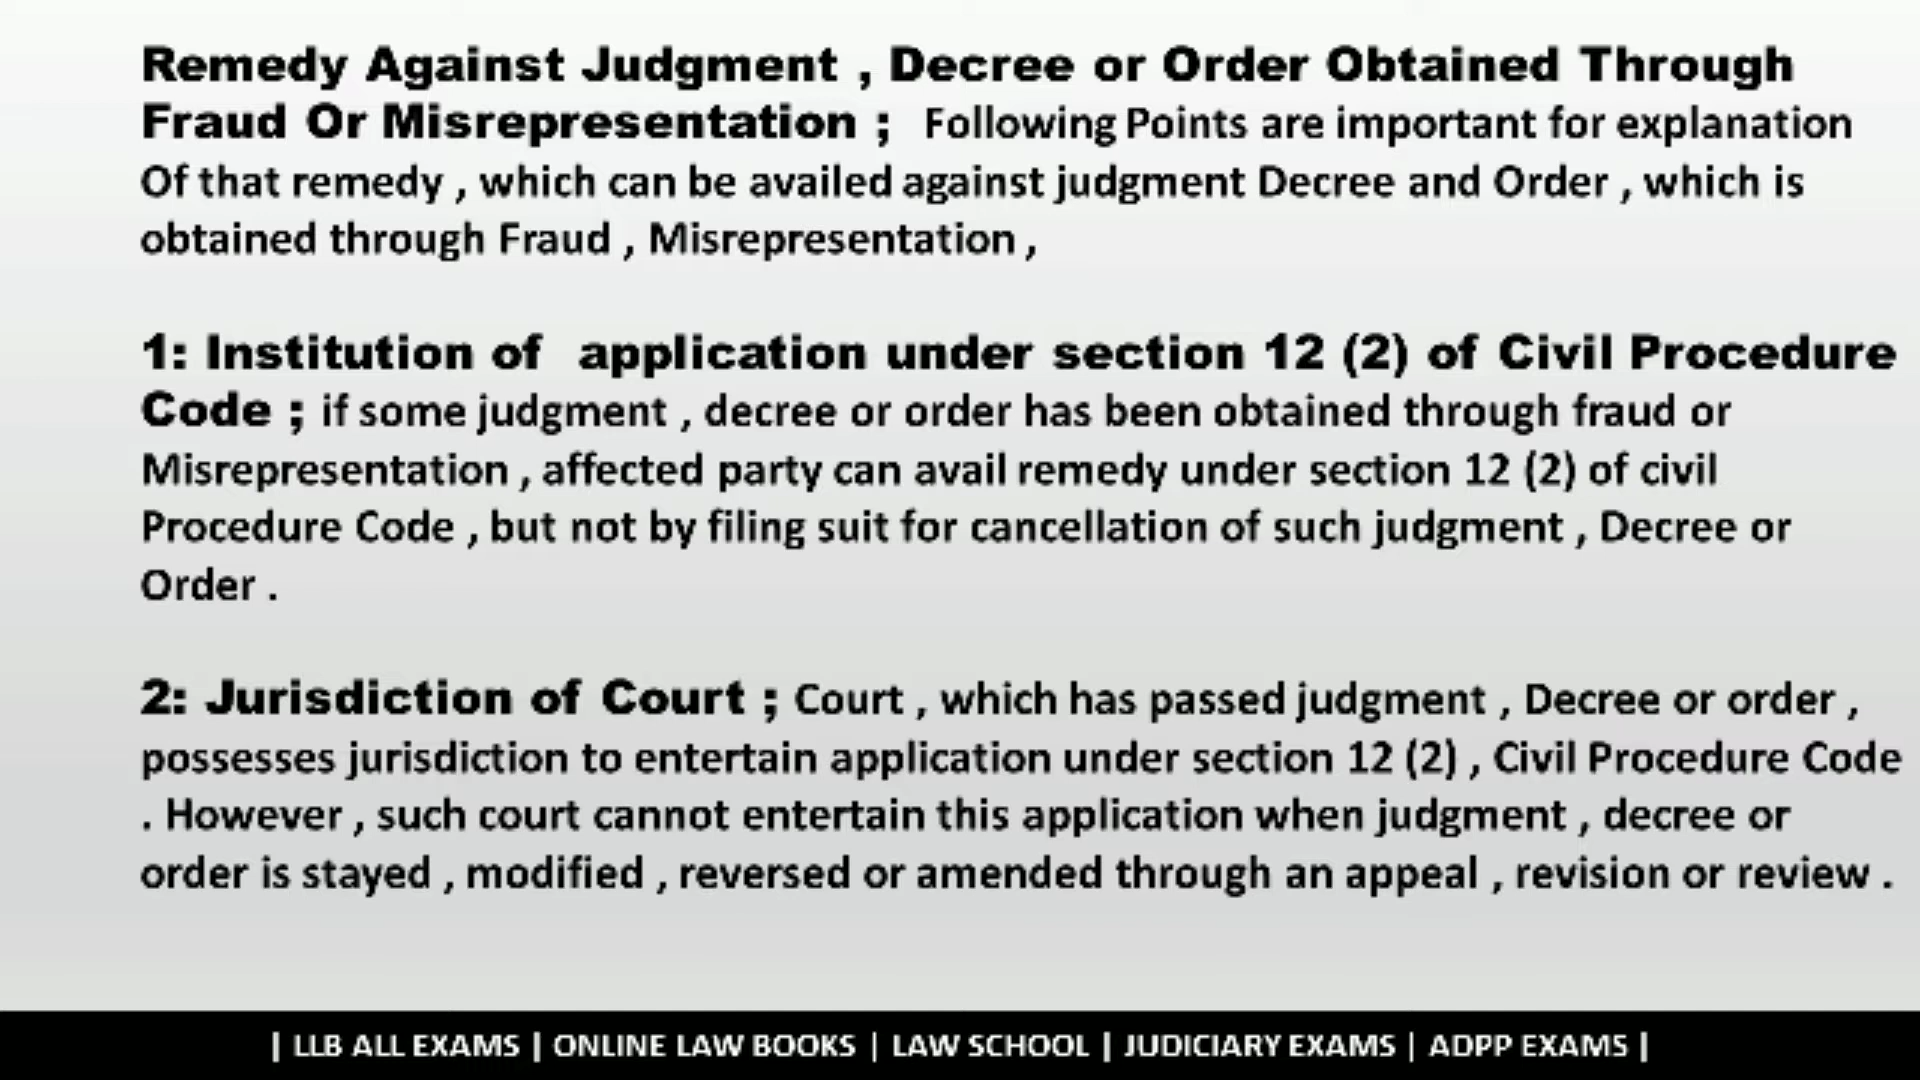 Remedy Against Judgment , Decree or Order Obtained Through
Fraud Or Misrepresentation ; Following Points are important for explanation
Of that remedy , which can be availed against judgment Decree and Order , which is
obtained through Fraud , Misrepresentation ,
1: Institution of application under section 12 (2) of Civil Procedure
Code ; if some judgment , decree or order has been obtained through fraud or
Misrepresentation , affected party can avail remedy under section 12 (2) of civil
Procedure Code , but not by filing suit for cancellation of such judgment , Decree or
Order .
2: Jurisdiction of Court ; Court , which has passed judgment , Decree or order ,
possesses jurisdiction to entertain application under section 12 (2) , Civil Procedure Code
. However , such court cannot entertain this application when judgment , decree or
order is stayed , modified , reversed or amended through an appeal , revision or review .
| LLB ALL EXAMS | ONLINE LAW BOOKS | LAW SCHOOL | JUDICIARY EXAMS | ADPP EXAMS |